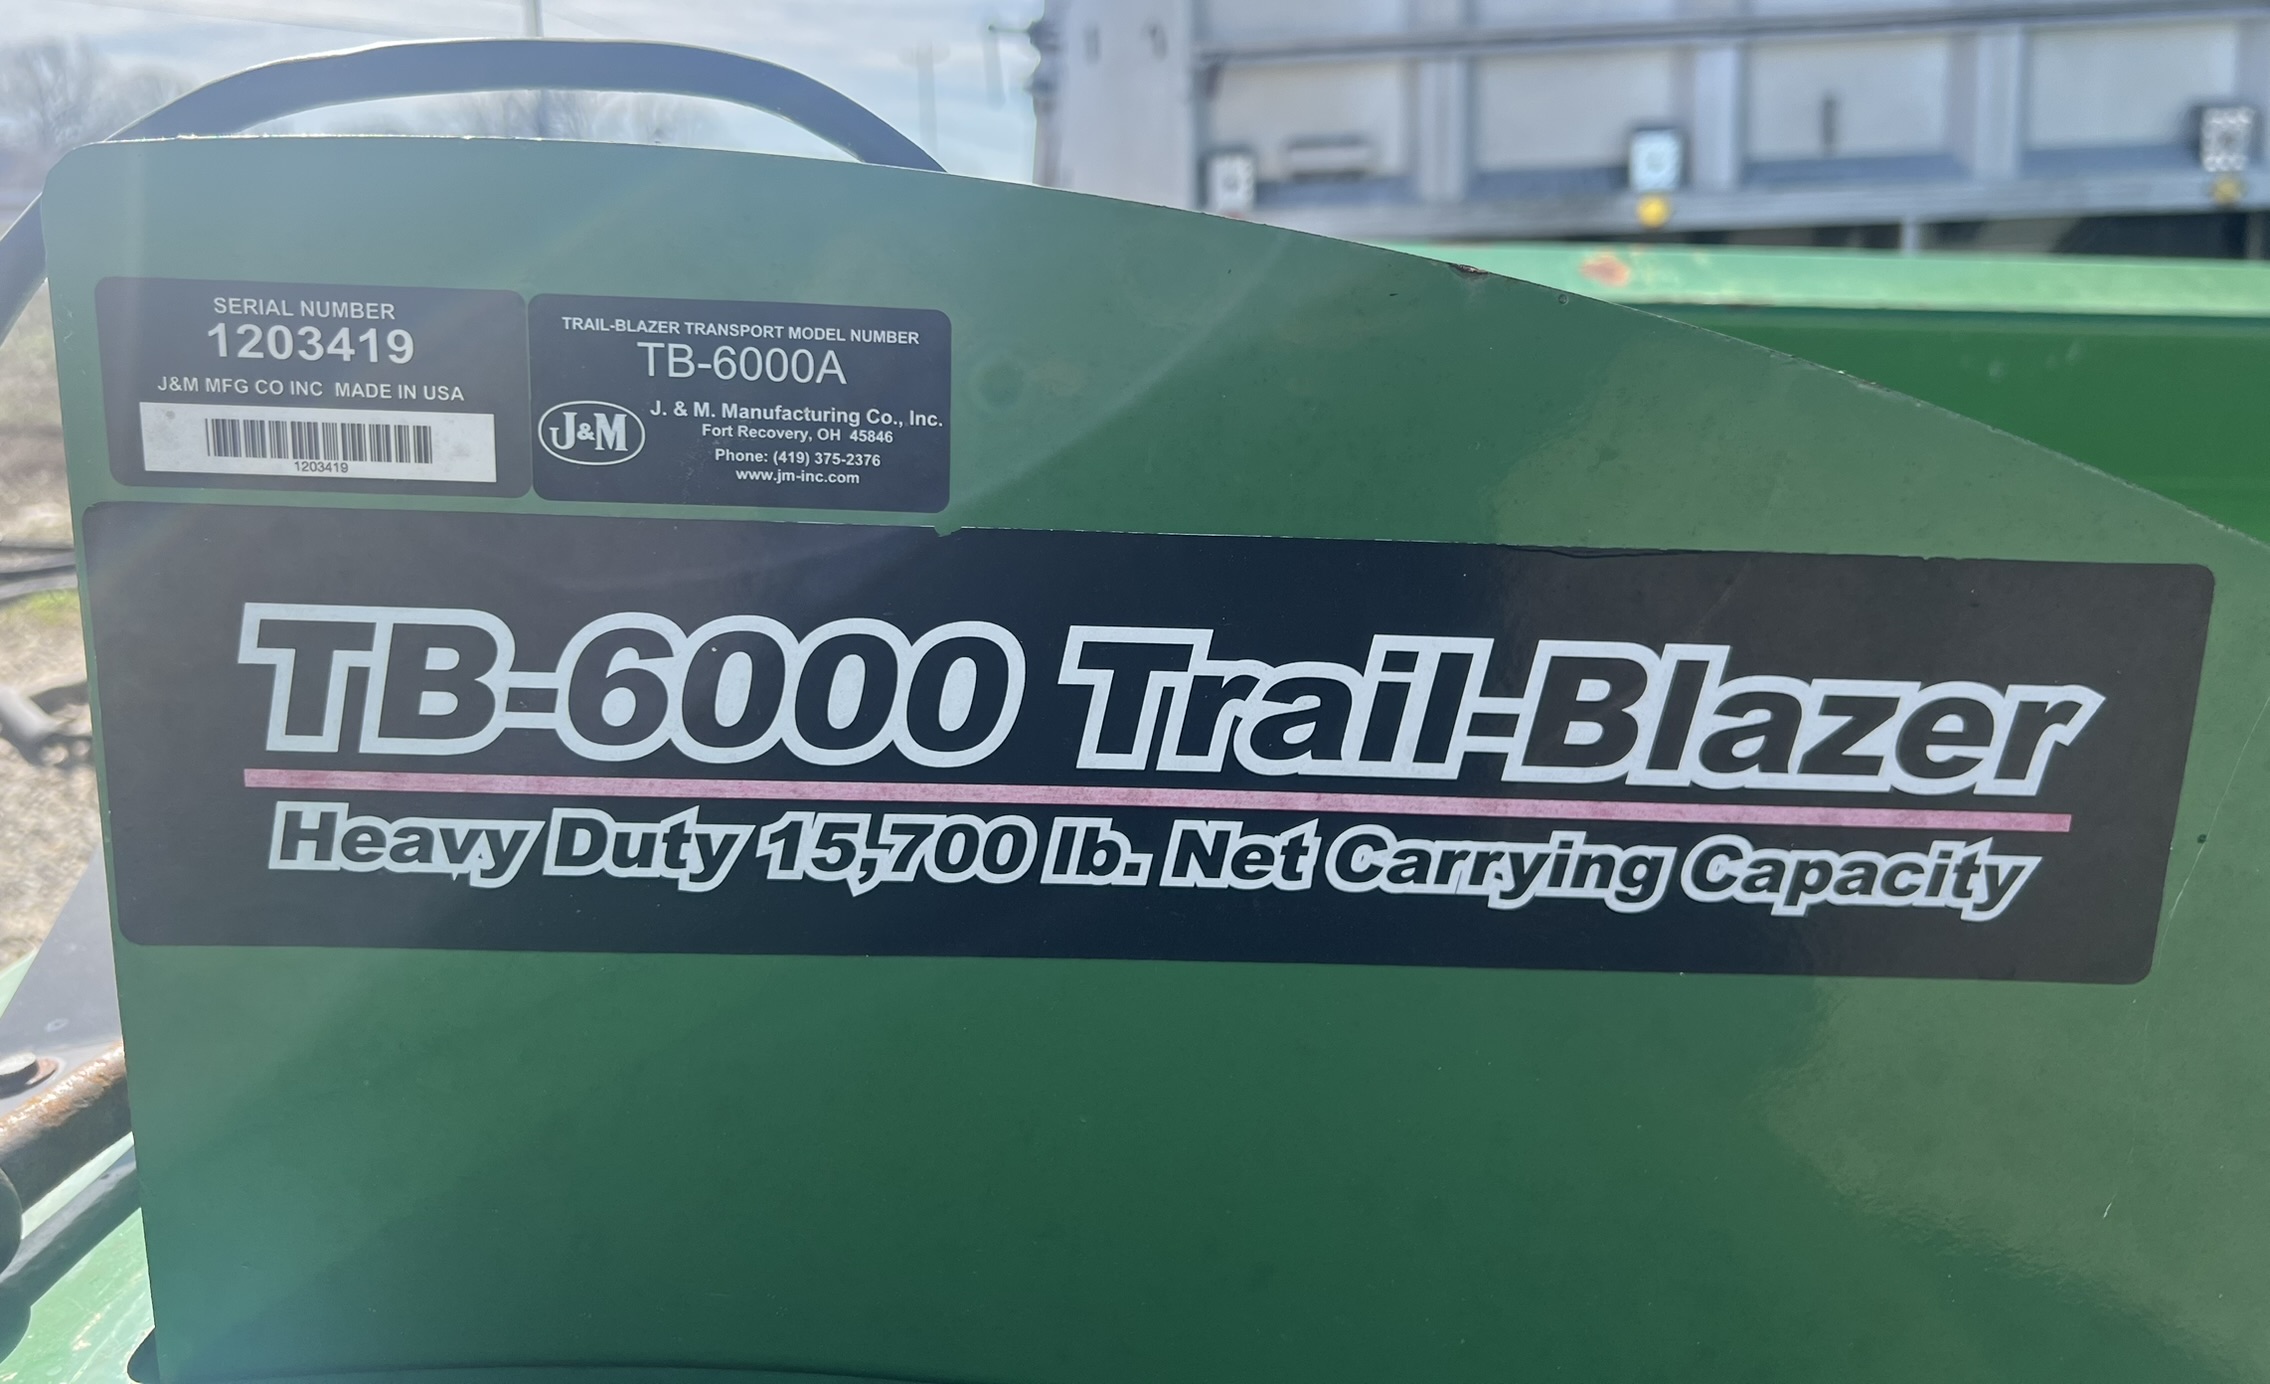 SERIAL NUMBER
1203419
J&M MFG CO INC MADE IN USA
1203419
TRAIL-BLAZER TRANSPORT MODEL NUMBER
TB-6000A
J&M
J. & M. Manufacturing Co., Inc.
Fort Recovery, OH 45846
Phone: (419) 375-2376
www.jm-inc.com
TB-6000 Trail-Blazer
Heavy Duty 15,700 lb. Net Carrying Capacity